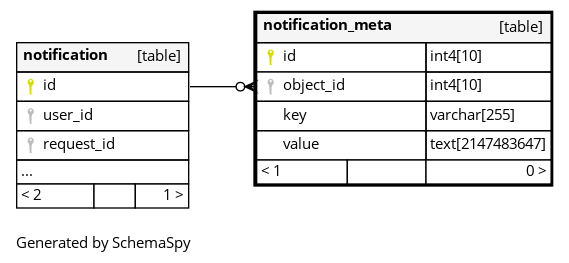 notification [table]
id
user_id
request_id
...
< 2 1 >
notification_meta [table]
id int4[10]
object_id int4[10]
key varchar[255]
value text[2147483647]
< 1 0 >
Generated by SchemaSpy